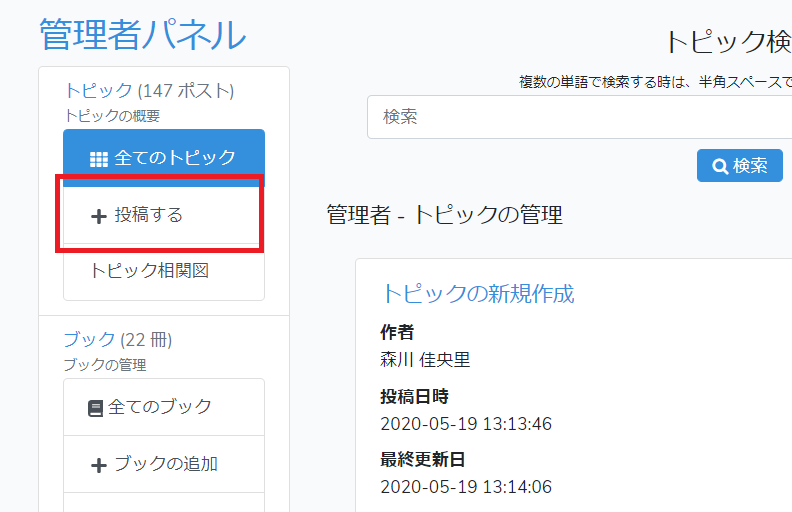 管理者パネル
トピック (147 ポスト)
トピックの概要
全てのトピック
投稿する
トピック相関図
ブック (22 冊)
ブックの管理
全てのブック
ブックの追加
トピック検
複数の単語で検索する時は、半角スペースで
検索
検索
管理者 - トピックの管理
トピックの新規作成
作者
森川 佳央里
投稿日時
2020-05-19 13:13:46
最終更新日
2020-05-19 13:14:06